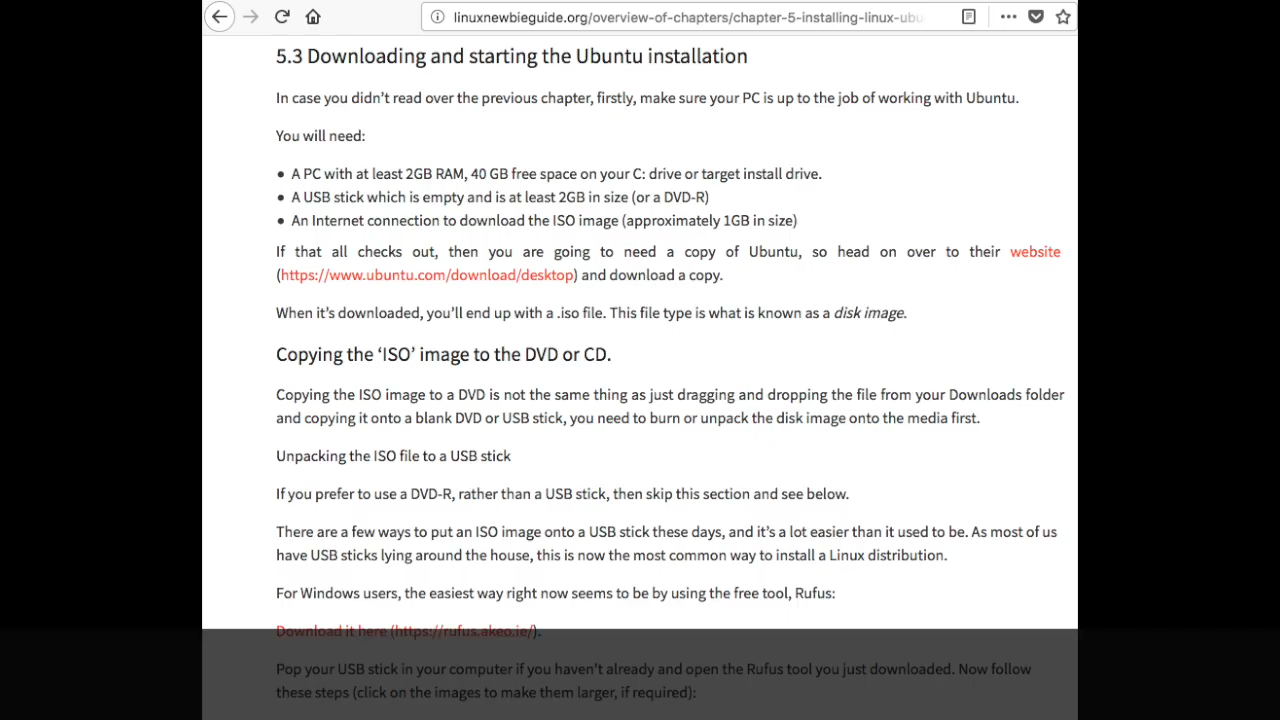 linuxnewbieguide.org/overview-of-chapters/chapter-5-installing-linux-ubu
5.3 Downloading and starting the Ubuntu installation
In case you didn’t read over the previous chapter, firstly, make sure your PC is up to the job of working with Ubuntu.
You will need:
• A PC with at least 2GB RAM, 40 GB free space on your C: drive or target install drive.
• A USB stick which is empty and is at least 2GB in size (or a DVD-R)
• An Internet connection to download the ISO image (approximately 1GB in size)
If that all checks out, then you are going to need a copy of Ubuntu, so head on over to their website
(https://www.ubuntu.com/download/desktop) and download a copy.
When it’s downloaded, you’ll end up with a .iso file. This file type is what is known as a disk image.
Copying the ‘ISO’ image to the DVD or CD.
Copying the ISO image to a DVD is not the same thing as just dragging and dropping the file from your Downloads folder
and copying it onto a blank DVD or USB stick, you need to burn or unpack the disk image onto the media first.
Unpacking the ISO file to a USB stick
If you prefer to use a DVD-R, rather than a USB stick, then skip this section and see below.
There are a few ways to put an ISO image onto a USB stick these days, and it’s a lot easier than it used to be. As most of us
have USB sticks lying around the house, this is now the most common way to install a Linux distribution.
For Windows users, the easiest way right now seems to be by using the free tool, Rufus:
Download it here (https://rufus.akeo.ie/).
Pop your USB stick in your computer if you haven’t already and open the Rufus tool you just downloaded. Now follow
these steps (click on the images to make them larger, if required):